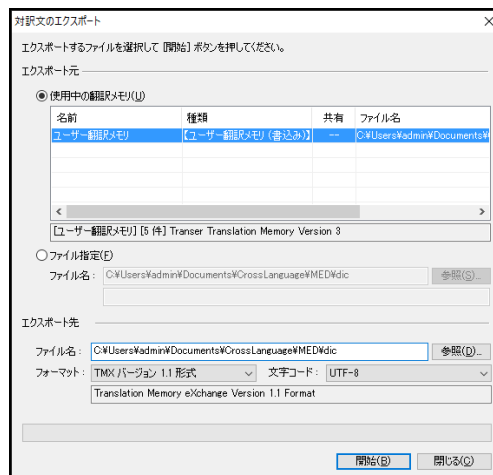 対訳文のエクスポート
エクスポートするファイルを選択して [開始] ボタンを押してください。
エクスポート元
使用中の翻訳メモリ(U)
名前 種類 共有 ファイル名
ユーザー翻訳メモリ 【ユーザー翻訳メモリ (書込み)】 -- C:¥Users¥admin¥Documents¥
[ユーザー翻訳メモリ] [5 件] Transer Translation Memory Version 3
ファイル指定(F)
ファイル名： C:¥Users¥admin¥Documents¥CrossLanguage¥MED¥dic 参照(S)...
エクスポート先
ファイル名： C:¥Users¥admin¥Documents¥CrossLanguage¥MED¥dic 参照(D)...
フォーマット： TMX バージョン 1.1 形式 文字コード： UTF-8
Translation Memory eXchange Version 1.1 Format
開始(B) 閉じる(C)